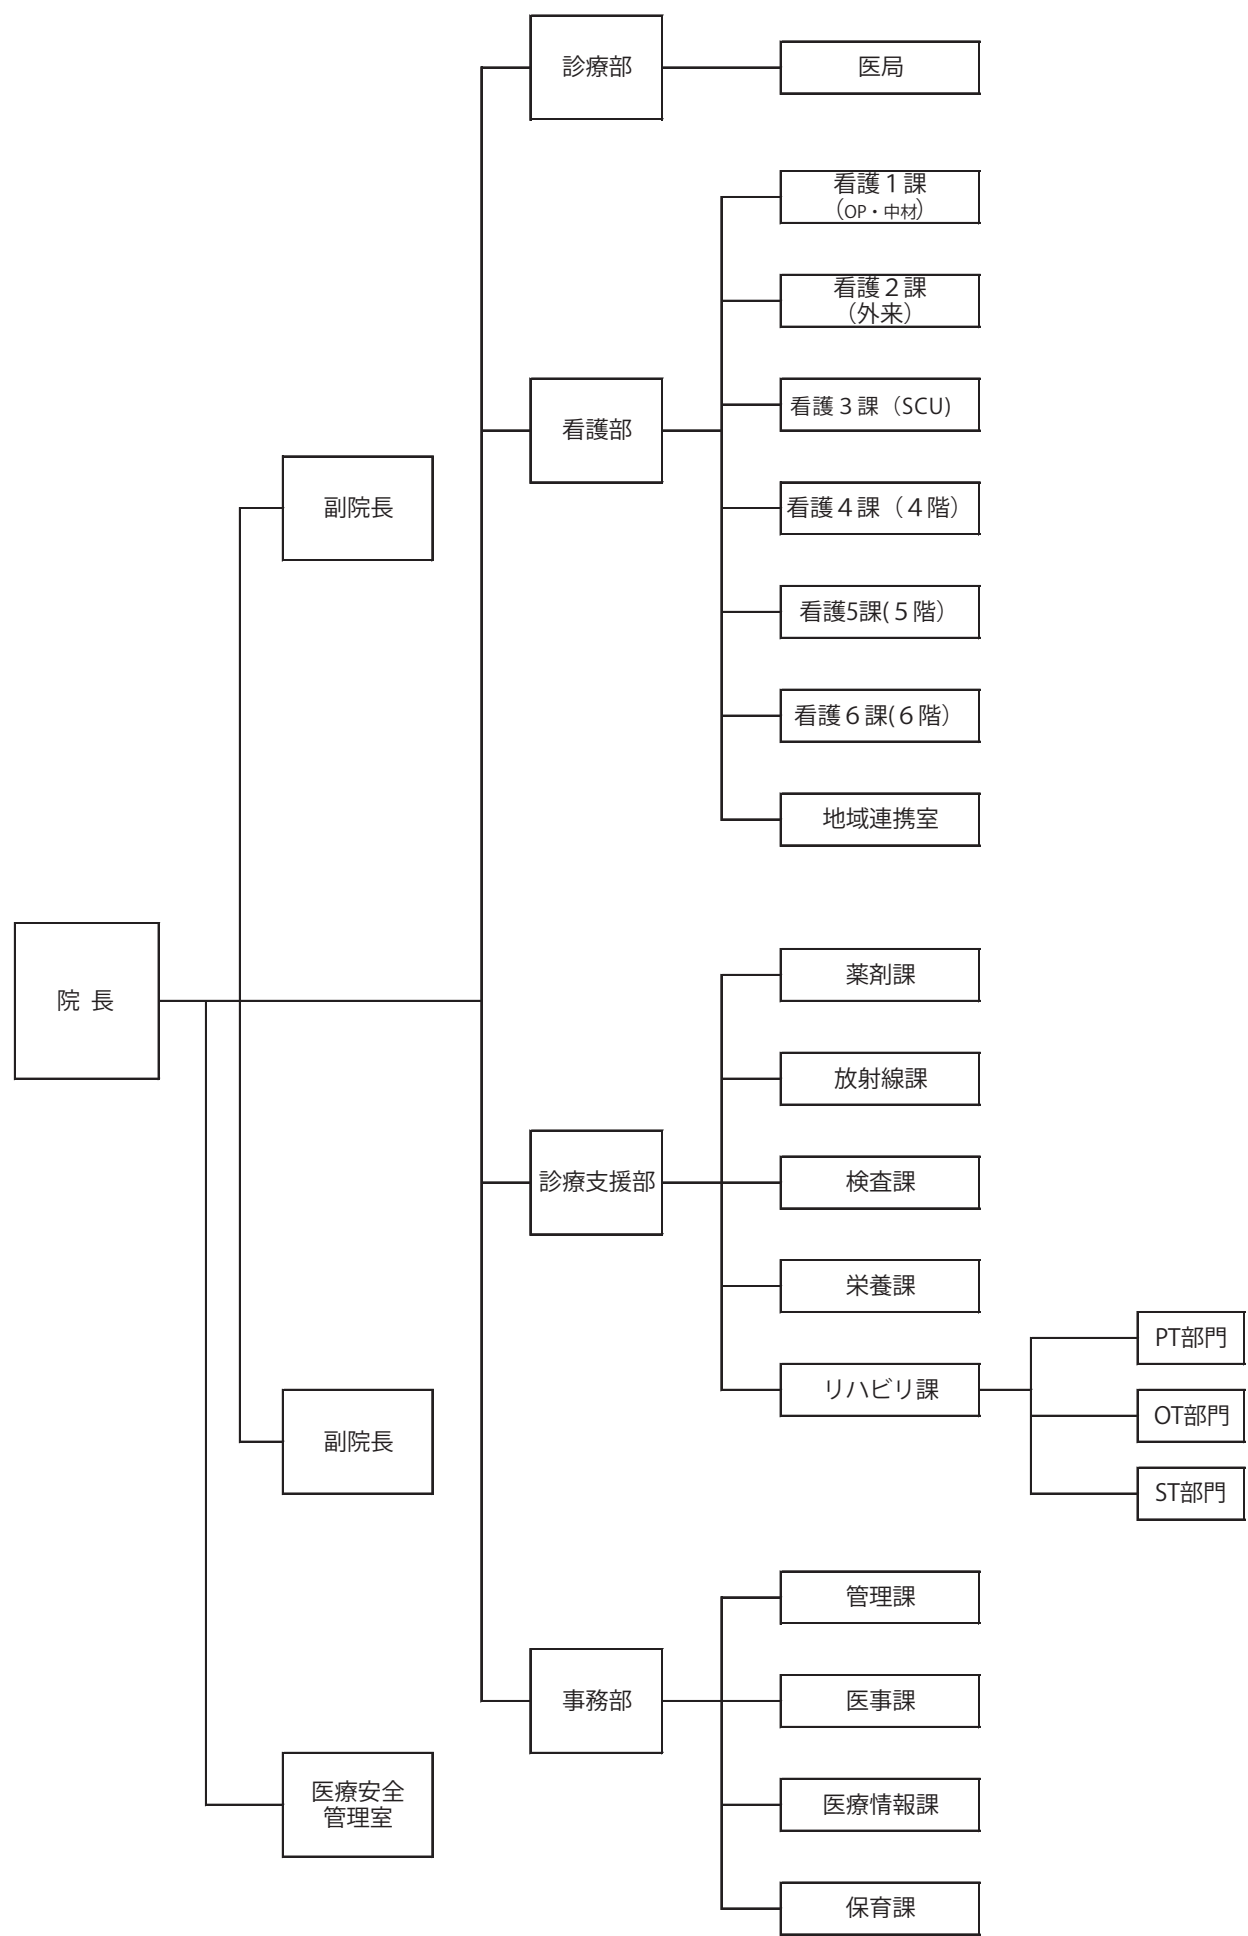 診療部
医局
看護１課
（OP・中材）
看護２課
（外来）
看護３課（SCU)
看護部
看護４課（４階）
副院長
看護5課(５階）
看護６課(６階）
地域連携室
院 長
薬剤課
放射線課
診療支援部
検査課
栄養課
リハビリ課
PT部門
OT部門
ST部門
副院長
管理課
事務部
医事課
医療安全
管理室
医療情報課
保育課